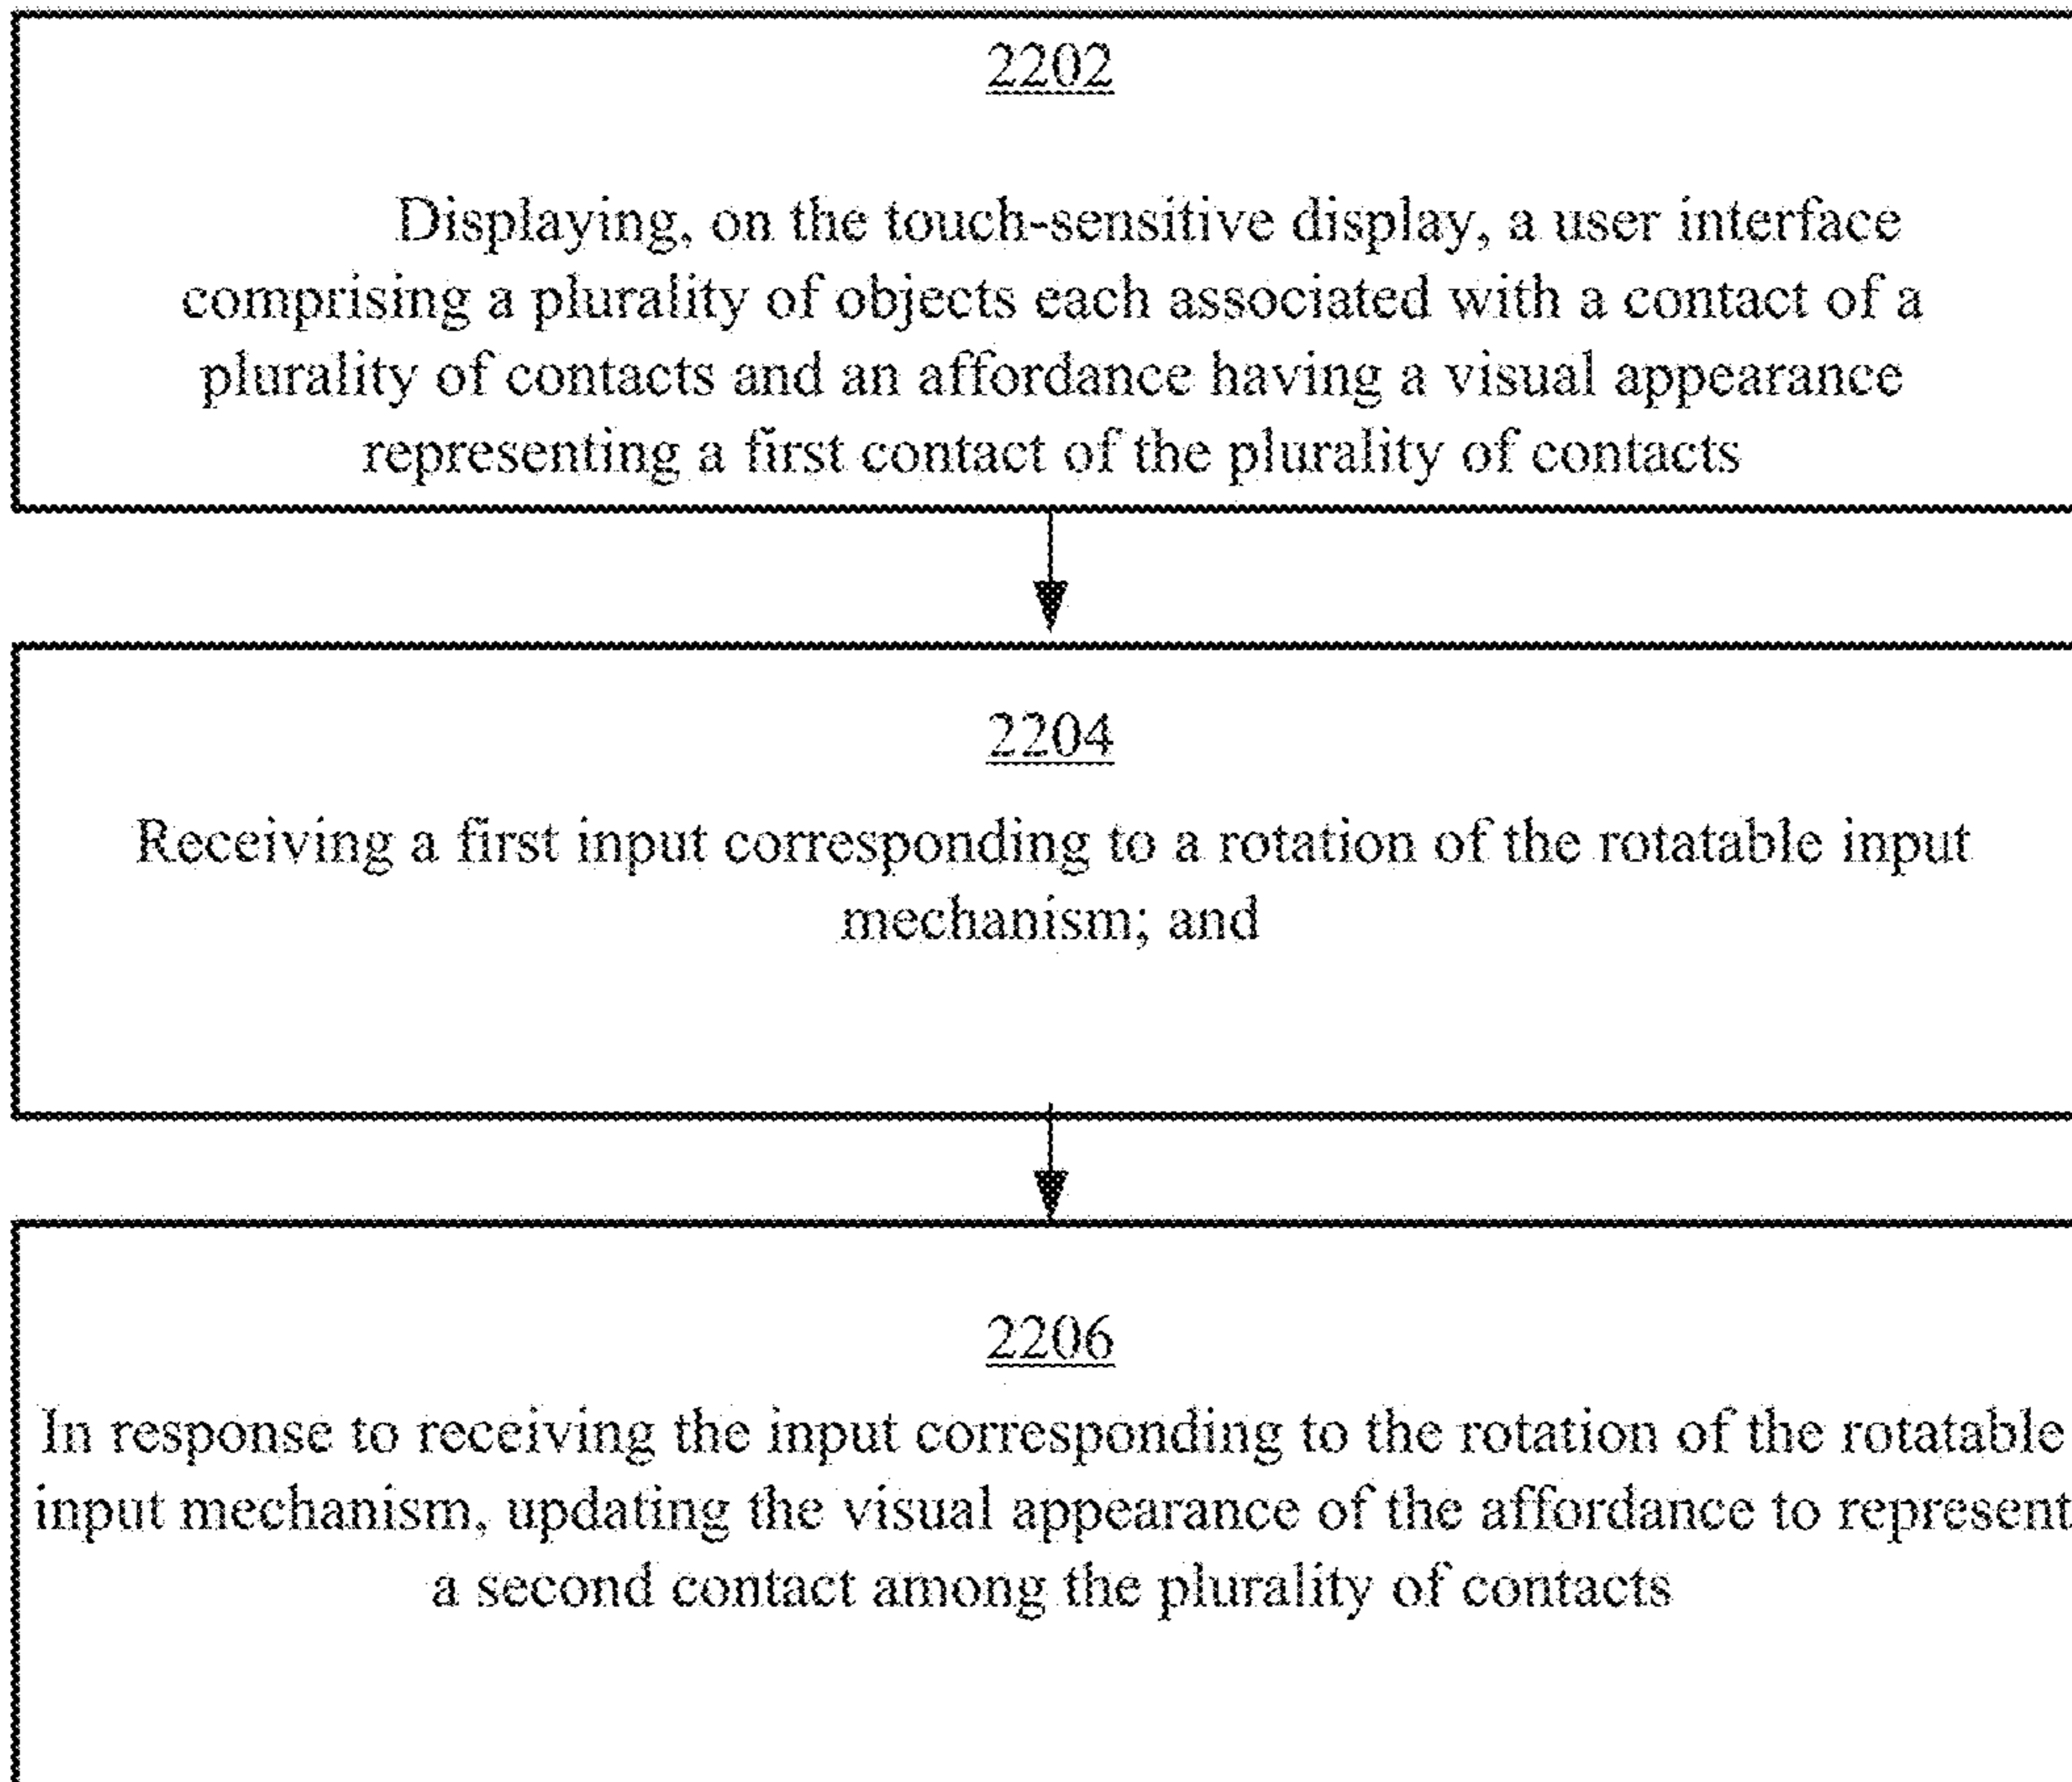 2202
Displaying, on the touch-sensitive display, a user interface
comprising a plurality of objects each associated with a contact of a
plurality of contacts and an affordance having a visual appearance
representing a first contact of the plurality of contacts
2204
Receiving a first input corresponding to a rotation of the rotatable input
mechanism; and
2206
In response to receiving the input corresponding to the rotation of the rotatable
input mechanism, updating the visual appearance of the affordance to represent
a second contact among the plurality of contacts